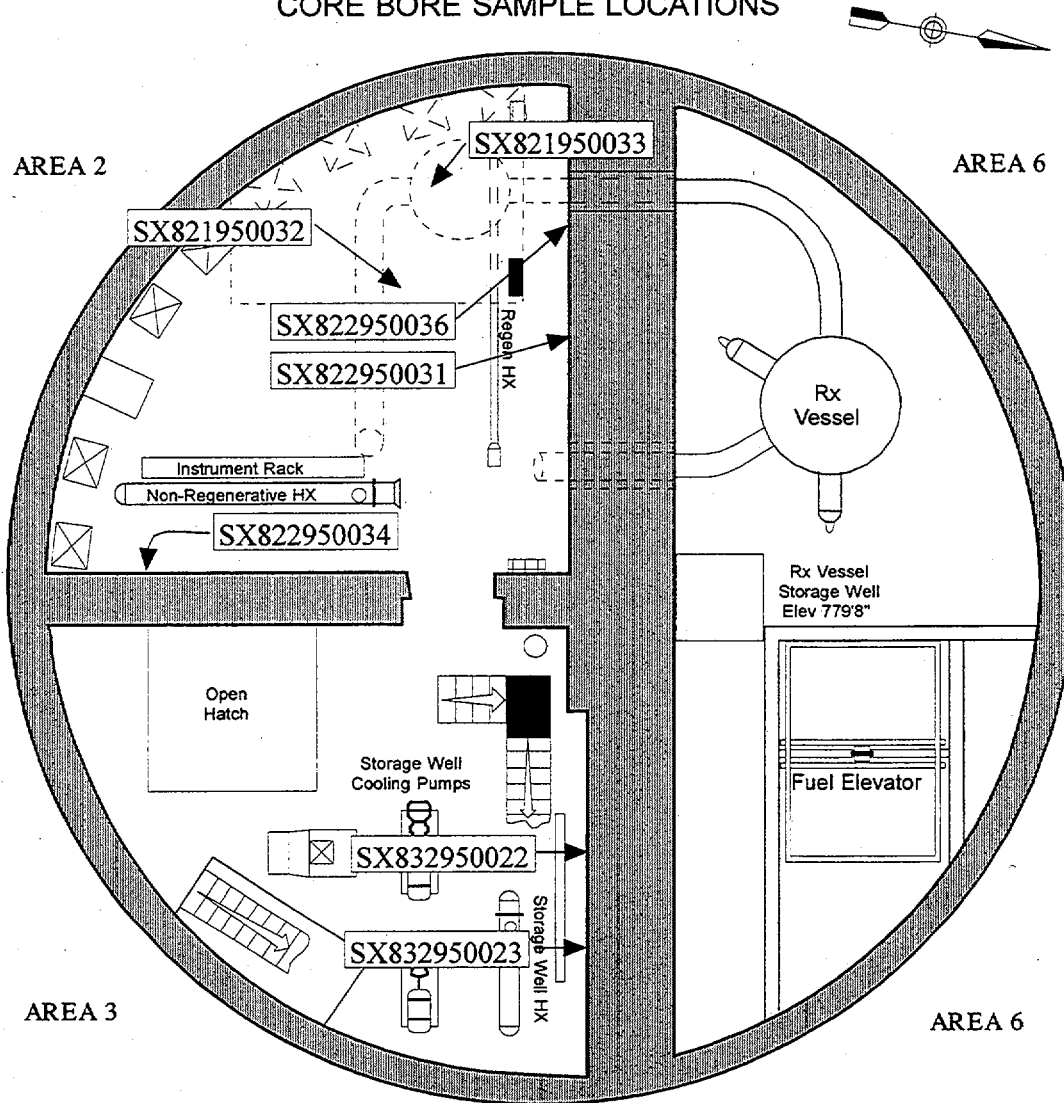 CORE BORE SAMPLE LOCATIONS
AREA 2
AREA 6
SX821950033
SX821950032
SX822950036
SX822950031
Regen HX
Rx
Vessel
Instrument Rack
Non-Regenerative HX
SX822950034
Rx Vessel
Storage Well
Elev 779'8"
Open
Hatch
Storage Well
Cooling Pumps
Fuel Elevator
SX832950022
Storage Well HX
SX832950023
AREA 3
AREA 6